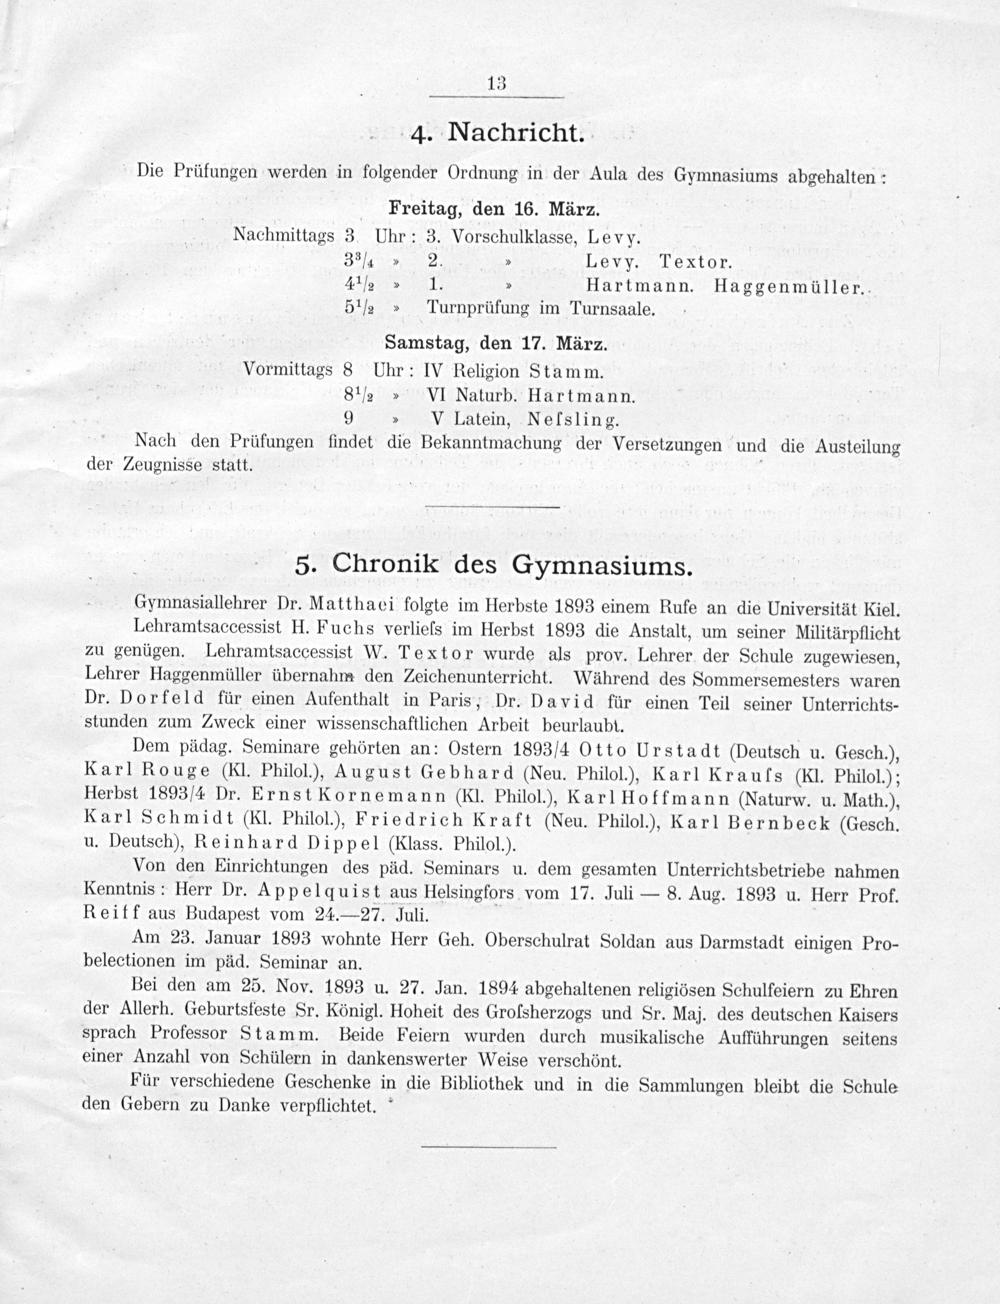 13
4. Nachricht.
Die Prüfungen werden in folgender Ordnung in der Aula des Gymnasiums abgehalten:
Freitag, den 16. März.
Nachmittags 3 Uhr: 3. Vorschulklasse, Levy.
3³/₄ » 2. » Levy. Textor.
4¹/₂ » 1. » Hartmann. Haggenmüller.
5¹/₂ » Turnprüfung im Turnsaale.
Samstag, den 17. März.
Vormittags 8 Uhr: IV Religion Stamm.
8¹/₂ » VI Naturb. Hartmann.
9 » V Latein, Neſsling.
Nach den Prüfungen findet die Bekanntmachung der Versetzungen und die Austeilung
der Zeugnisse statt.
5. Chronik des Gymnasiums.
Gymnasiallehrer Dr. Matthaei folgte im Herbste 1893 einem Rufe an die Universität Kiel.
Lehramtsaccessist H. Fuchs verlieſs im Herbst 1893 die Anstalt, um seiner Militärpflicht
zu genügen. Lehramtsaccessist W. Textor wurde als prov. Lehrer der Schule zugewiesen,
Lehrer Haggenmüller übernahm den Zeichenunterricht. Während des Sommersemesters waren
Dr. Dorfeld für einen Aufenthalt in Paris, Dr. David für einen Teil seiner Unterrichts-
stunden zum Zweck einer wissenschaftlichen Arbeit beurlaubt.
Dem pädag. Seminare gehörten an: Ostern 1893/4 Otto Urstadt (Deutsch u. Gesch.),
Karl Rouge (Kl. Philol.), August Gebhard (Neu. Philol.), Karl Krauſs (Kl. Philol.);
Herbst 1893/4 Dr. Ernst Kornemann (Kl. Philol.), Karl Hoffmann (Naturw. u. Math.),
Karl Schmidt (Kl. Philol.), Friedrich Kraft (Neu. Philol.), Karl Bernbeck (Gesch.
u. Deutsch), Reinhard Dippel (Klass. Philol.).
Von den Einrichtungen des päd. Seminars u. dem gesamten Unterrichtsbetriebe nahmen
Kenntnis: Herr Dr. Appelquist aus Helsingfors vom 17. Juli — 8. Aug. 1893 u. Herr Prof.
Reiff aus Budapest vom 24.—27. Juli.
Am 23. Januar 1893 wohnte Herr Geh. Oberschulrat Soldan aus Darmstadt einigen Pro-
belectionen im päd. Seminar an.
Bei den am 25. Nov. 1893 u. 27. Jan. 1894 abgehaltenen religiösen Schulfeiern zu Ehren
der Allerh. Geburtsfeste Sr. Königl. Hoheit des Groſsherzogs und Sr. Maj. des deutschen Kaisers
sprach Professor Stamm. Beide Feiern wurden durch musikalische Aufführungen seitens
einer Anzahl von Schülern in dankenswerter Weise verschönt.
Für verschiedene Geschenke in die Bibliothek und in die Sammlungen bleibt die Schule
den Gebern zu Danke verpflichtet.